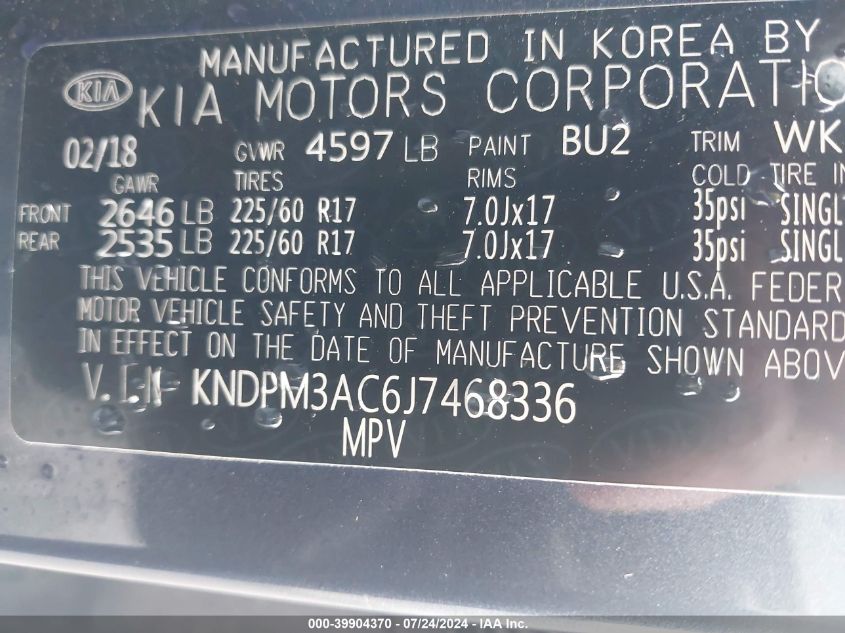 MANUFACTURED IN KOREA BY
KIA KIA MOTORS CORPORATIO
02/18 GVWR 4597 LB PAINT BU2 TRIM WK
GAWR TIRES RIMS COLD TIRE IN
FRONT 2646 LB 225/60 R17 7.0Jx17 35psi SINGL
REAR 2535 LB 225/60 R17 7.0Jx17 35psi SINGL
THIS VEHICLE CONFORMS TO ALL APPLICABLE U.S.A. FEDER
MOTOR VEHICLE SAFETY AND THEFT PREVENTION STANDARD
IN EFFECT ON THE DATE OF MANUFACTURE SHOWN ABOV
V.I.N KNDPM3AC6J7468336
MPV
000-39904370 - 07/24/2024 - IAA Inc.